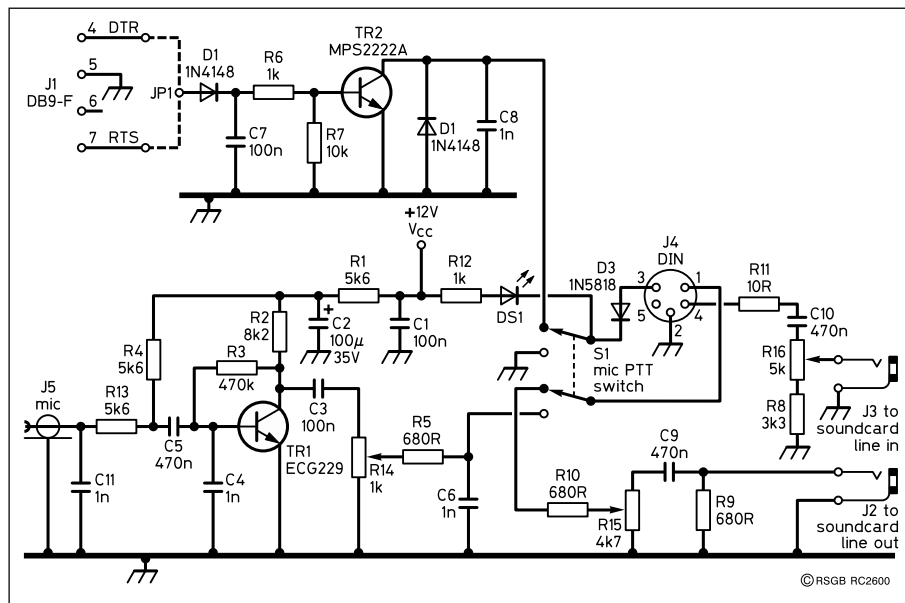 4 DTR
5
J1
DB9-F
6
7 RTS
JP1
D1
1N4148
R6
1k
TR2
MPS2222A
C7
100n
R7
10k
D1
1N4148
C8
1n
+12V
VCC
R1
5k6
R12
1k
DS1
D3
1N5818
J4
DIN
3
1
5
4
2
R11
10R
C10
470n
R2
8k2
+
C2
100µ
35V
C1
100n
S1
mic PTT
switch
R16
5k
R4
5k6
R3
470k
R8
3k3
J3 to
soundcard
line in
J5
mic
R13
5k6
C3
100n
C5
470n
TR1
ECG229
R14
1k
R5
680R
C9
470n
C11
1n
C4
1n
C6
1n
R10
680R
R15
4k7
R9
680R
J2 to
soundcard
line out
©RSGB RC2600